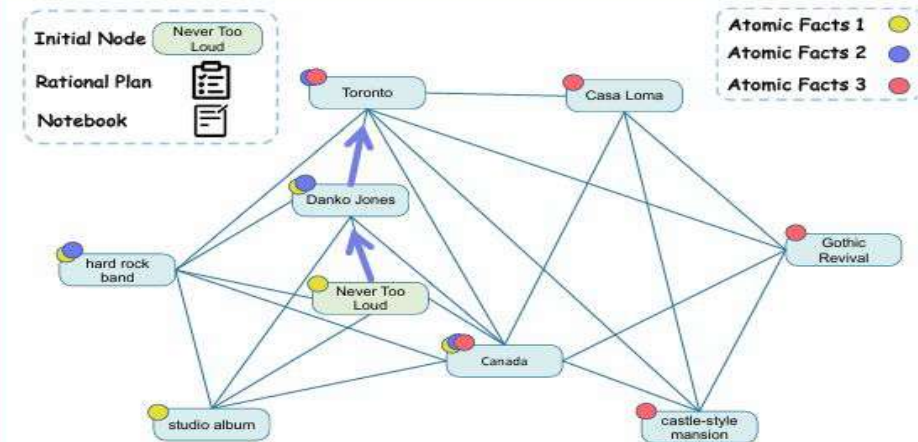 Initial Node
Never Too
Loud
Rational Plan
Notebook
Atomic Facts 1
Atomic Facts 2
Atomic Facts 3
Toronto
Casa Loma
Danko Jones
Gothic
Revival
hard rock
band
Never Too
Loud
Canada
studio album
castle-style
mansion